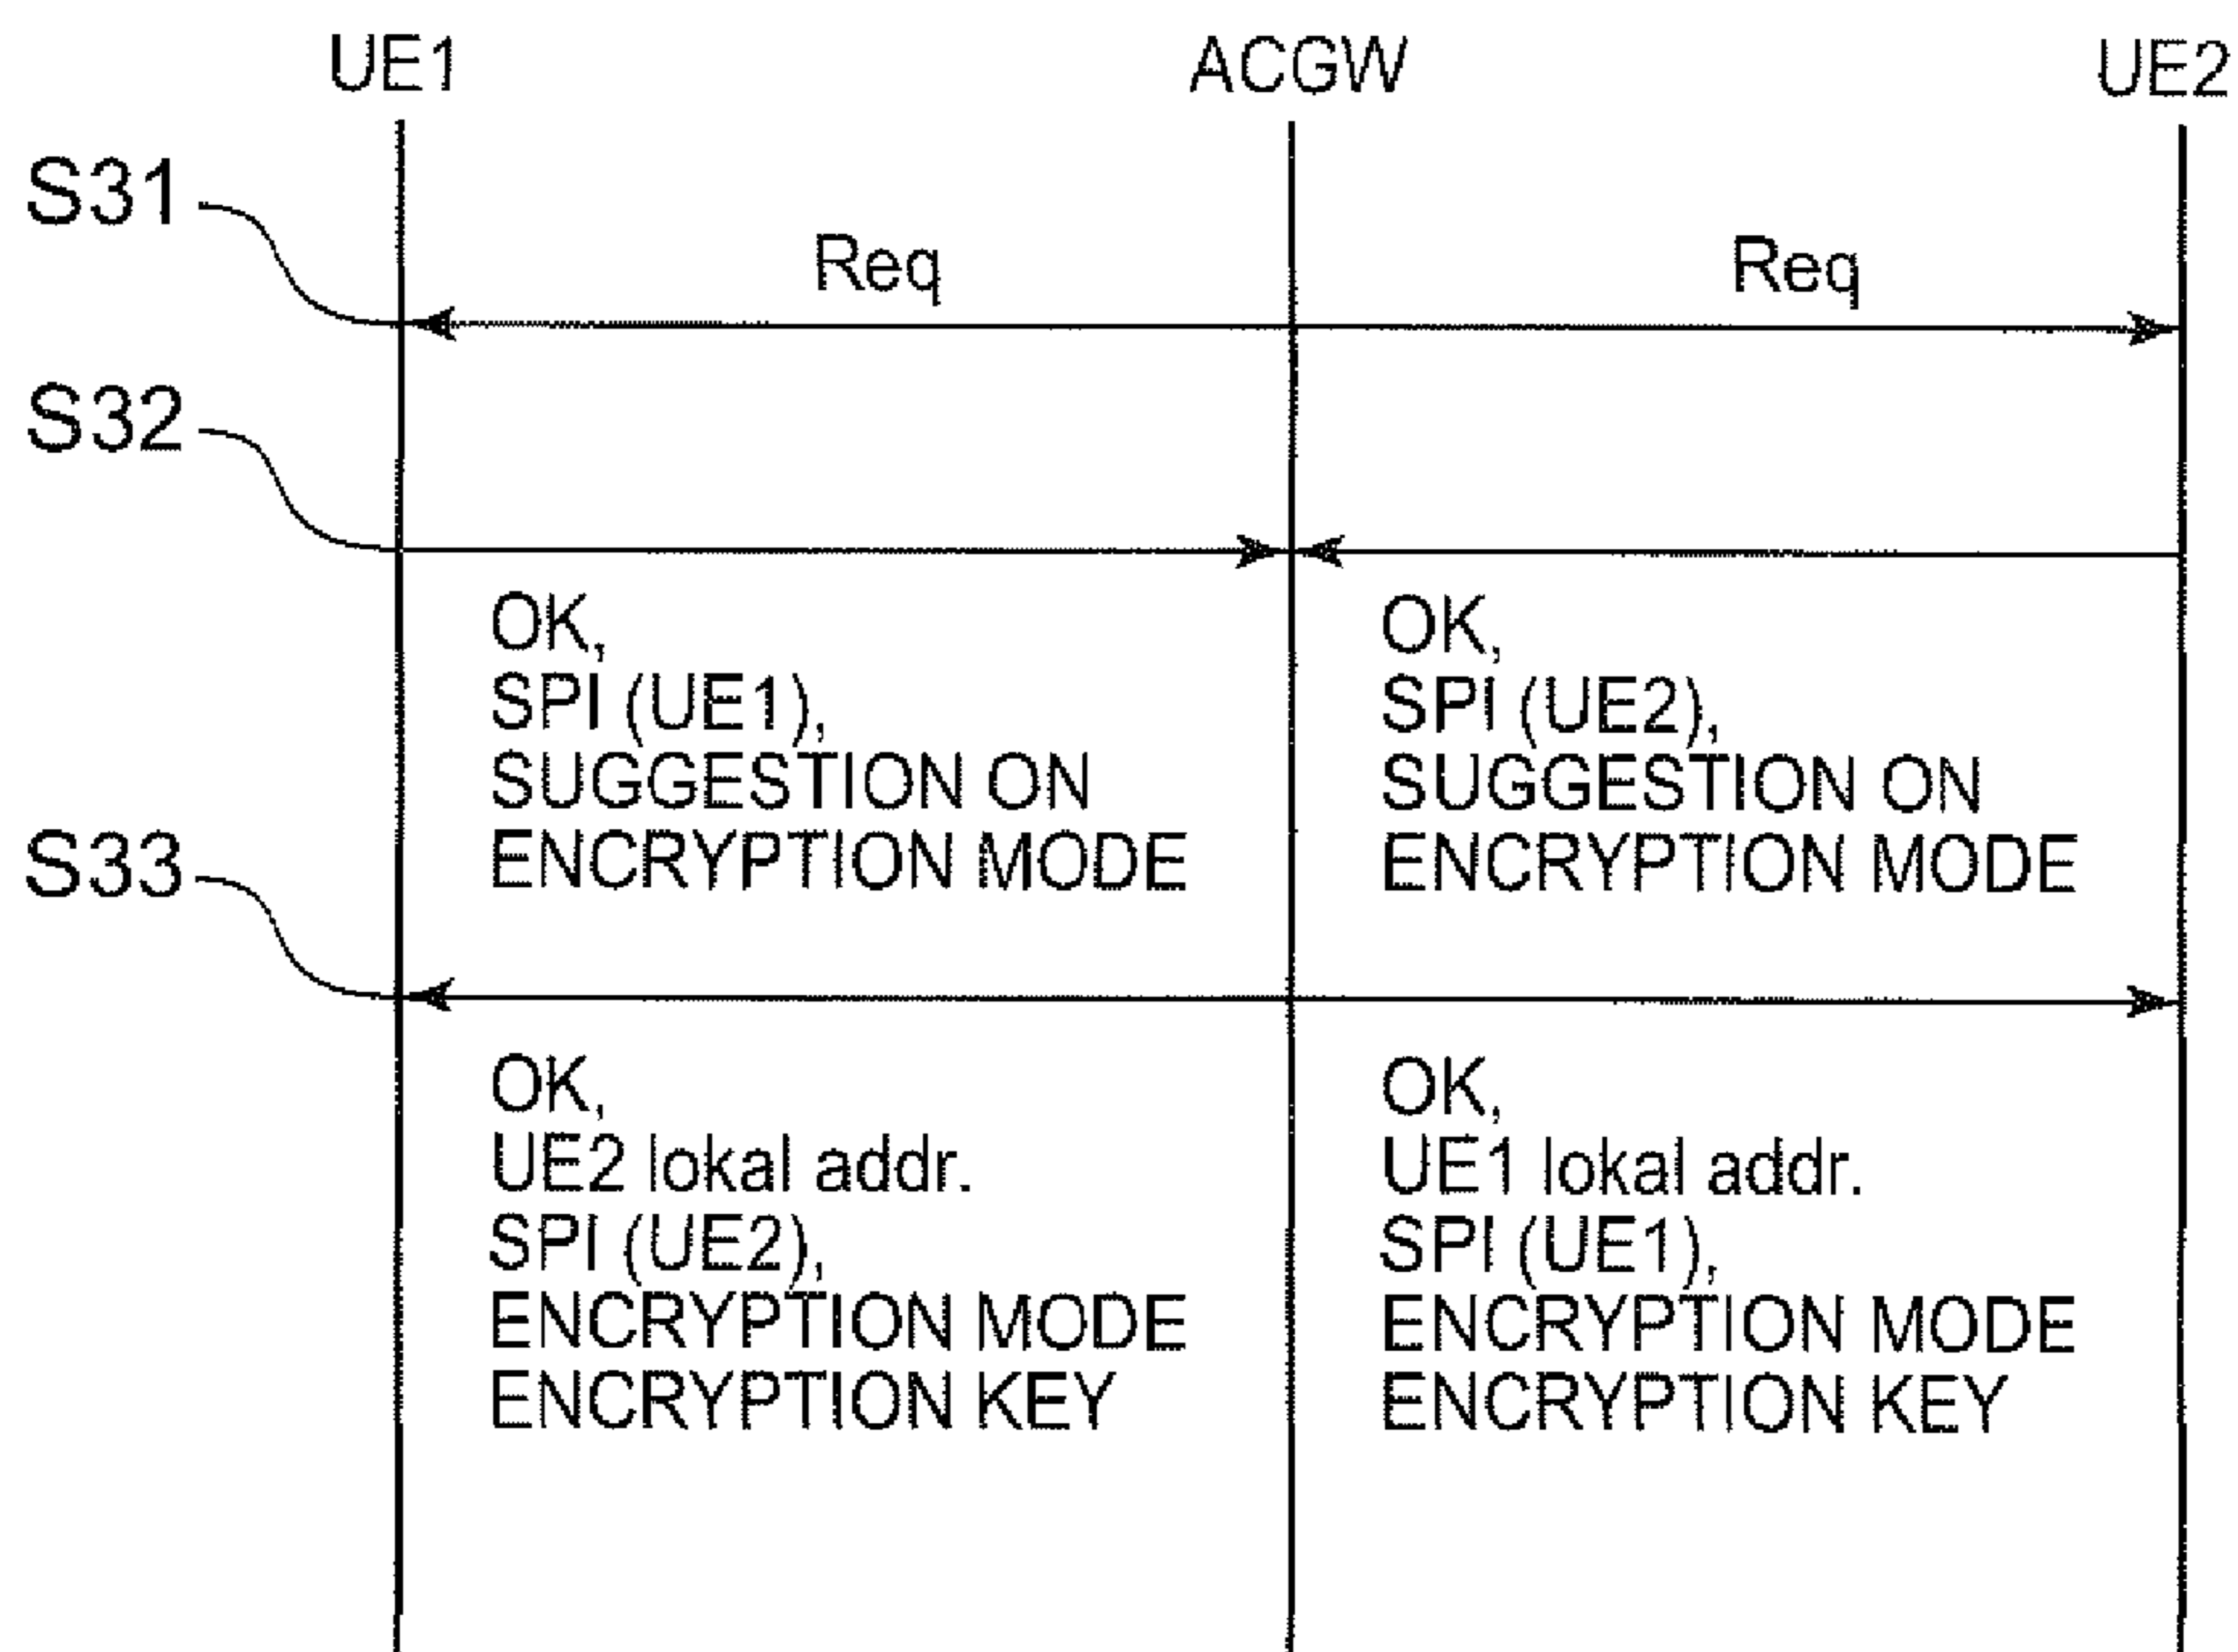 UE1
ACGW
UE2
S31
Req
Req
S32
OK,
SPI (UE1),
SUGGESTION ON
ENCRYPTION MODE
OK,
SPI (UE2),
SUGGESTION ON
ENCRYPTION MODE
S33
OK,
UE2 lokal addr.
SPI (UE2),
ENCRYPTION MODE
ENCRYPTION KEY
OK,
UE1 lokal addr.
SPI (UE1),
ENCRYPTION MODE
ENCRYPTION KEY